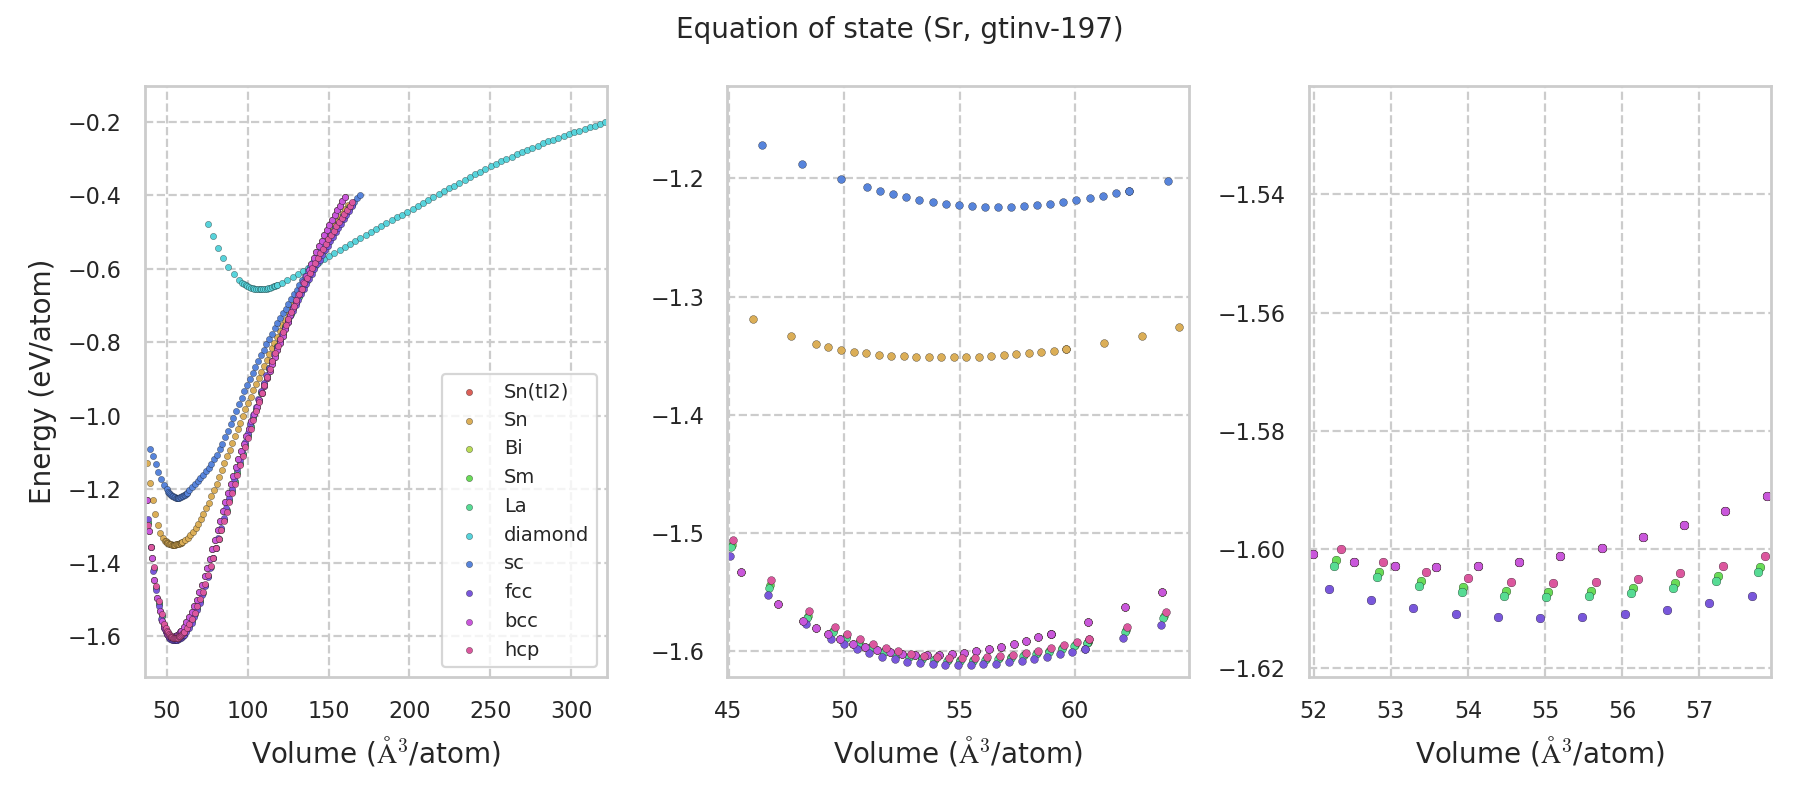 Equation of state (Sr, gtinv-197)
Energy (eV/atom)
−0.2
−0.4
−0.6
−0.8
−1.0
−1.2
−1.4
−1.6
50 100 150 200 250 300
Volume (Å³/atom)
Sn(tI2)
Sn
Bi
Sm
La
diamond
sc
fcc
bcc
hcp
−1.2
−1.3
−1.4
−1.5
−1.6
45 50 55 60
Volume (Å³/atom)
−1.54
−1.56
−1.58
−1.60
−1.62
52 53 54 55 56 57
Volume (Å³/atom)